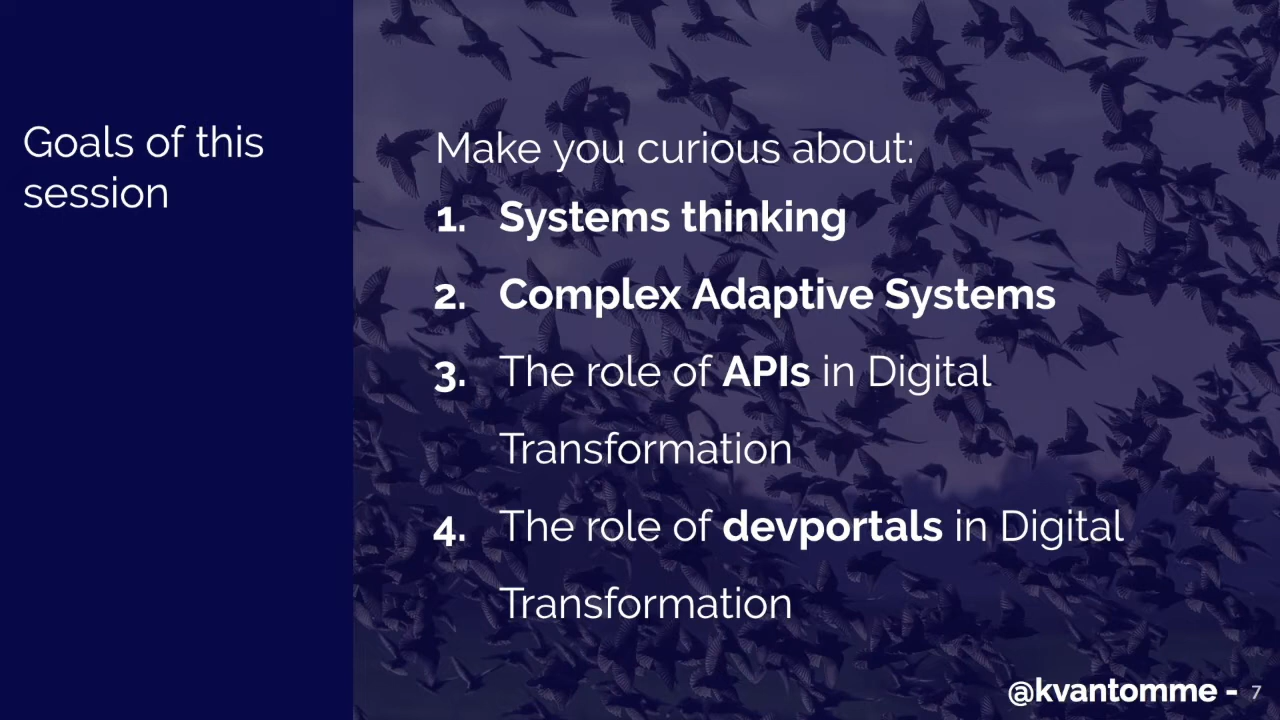 Goals of this
session
Make you curious about:
1. Systems thinking
2. Complex Adaptive Systems
3. The role of APIs in Digital
Transformation
4. The role of devportals in Digital
Transformation
@kvantomme - 7